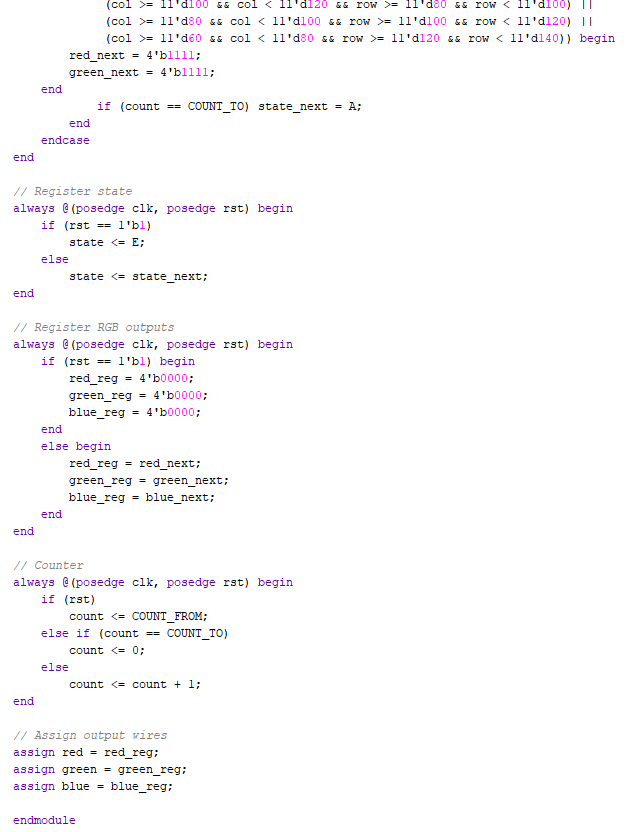 (col >= 11'd100 && col < 11'd120 && row >= 11'd80 && row < 11'd100) ||
(col >= 11'd80 && col < 11'd100 && row >= 11'd100 && row < 11'd120) ||
(col >= 11'd60 && col < 11'd80 && row >= 11'd120 && row < 11'd140)) begin
red_next = 4'b1111;
green_next = 4'b1111;
end
if (count == COUNT_TO) state_next = A;
end
endcase
end
// Register state
always @(posedge clk, posedge rst) begin
if (rst == 1'b1)
state <= E;
else
state <= state_next;
end
// Register RGB outputs
always @(posedge clk, posedge rst) begin
if (rst == 1'b1) begin
red_reg = 4'b0000;
green_reg = 4'b0000;
blue_reg = 4'b0000;
end
else begin
red_reg = red_next;
green_reg = green_next;
blue_reg = blue_next;
end
end
// Counter
always @(posedge clk, posedge rst) begin
if (rst)
count <= COUNT_FROM;
else if (count == COUNT_TO)
count <= 0;
else
count <= count + 1;
end
// Assign output wires
assign red = red_reg;
assign green = green_reg;
assign blue = blue_reg;
endmodule